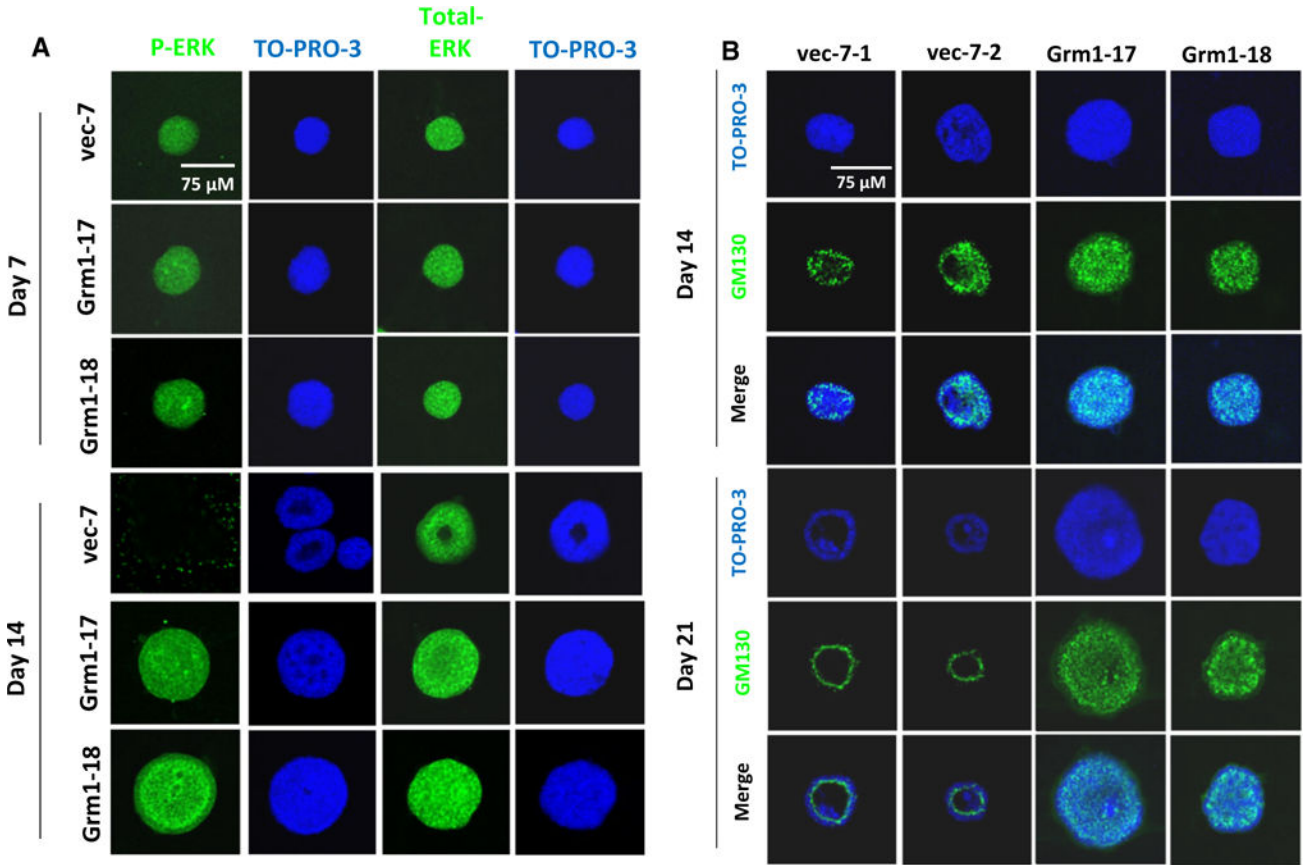 A
P-ERK
TO-PRO-3
Total-
ERK
TO-PRO-3
Day 7
vec-7
75 µM
Grm1-17
Grm1-18
Day 14
vec-7
Grm1-17
Grm1-18
B
vec-7-1
vec-7-2
Grm1-17
Grm1-18
Day 14
TO-PRO-3
75 µM
GM130
Merge
Day 21
TO-PRO-3
GM130
Merge